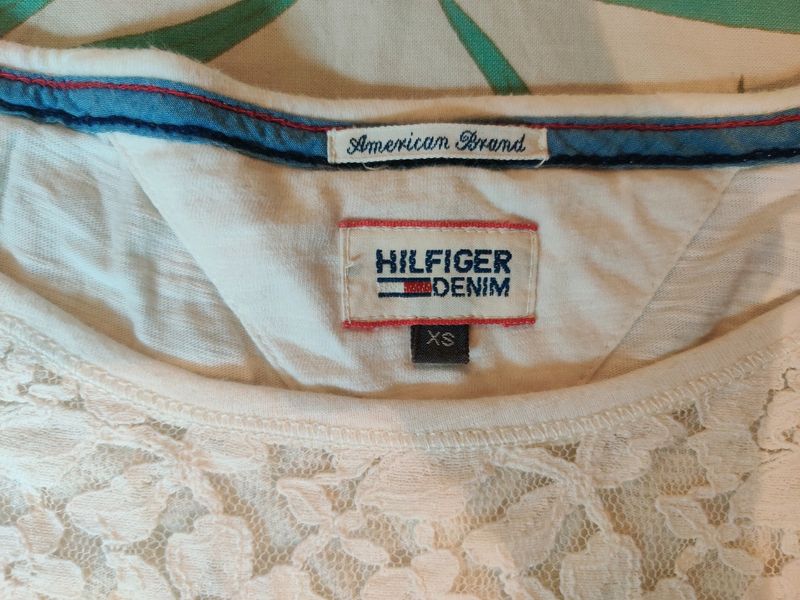 American Brand
HILFIGER
DENIM
XS